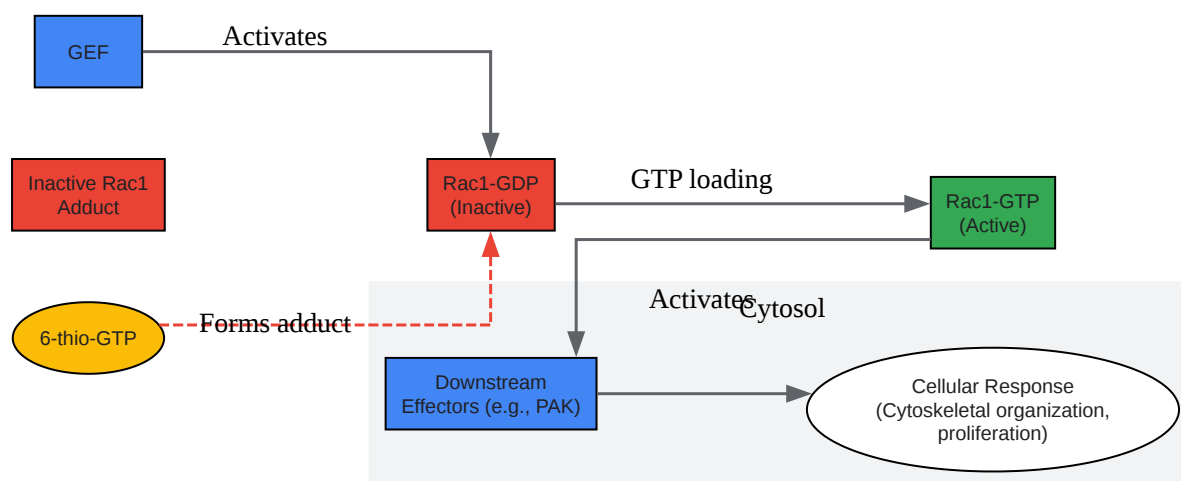 Activates
GEF
Inactive Rac1
Adduct
Rac1-GDP
(Inactive)
GTP loading
Rac1-GTP
(Active)
6-thio-GTP
Forms adduct
Activates
Cytosol
Downstream
Effectors (e.g., PAK)
Cellular Response
(Cytoskeletal organization,
proliferation)